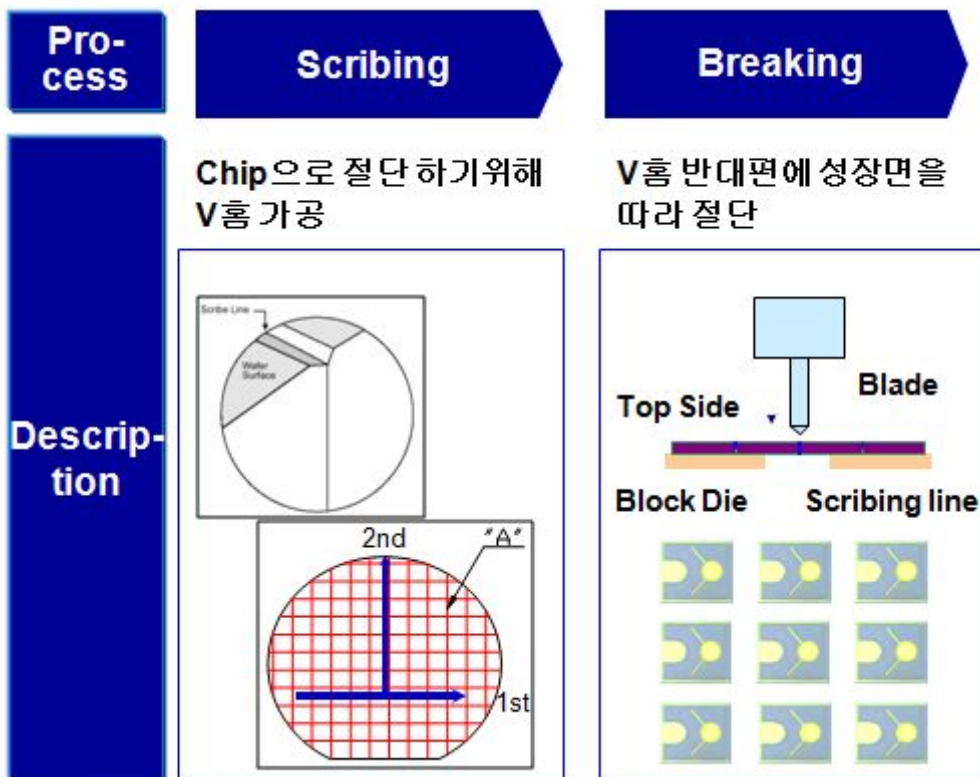 Pro-
cess
Scribing
Breaking
Descrip-
tion
Chip으로 절단 하기위해
V홈 가공
V홈 반대편에 성장면을
따라 절단
Scribe Line
Wafer
Surface
2nd
"A"
1st
Top Side
Blade
Block Die
Scribing line